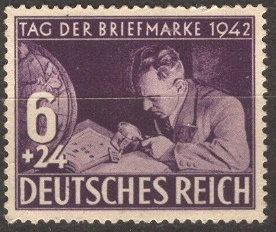 TAG DER BRIEFMARKE 1942
6
+24
DEUTSCHES REICH